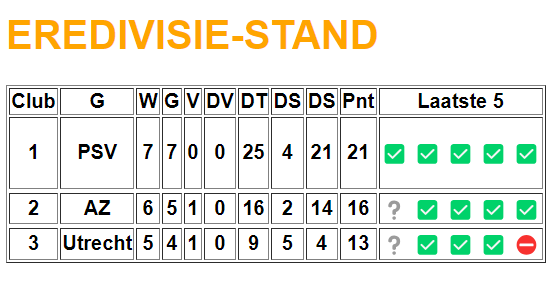 EREDIVISIE-STAND
Club G W G V DV DT DS DS Pnt Laatste 5
1 PSV 7 7 0 0 25 4 21 21
2 AZ 6 5 1 0 16 2 14 16 ?
3 Utrecht 5 4 1 0 9 5 4 13 ?